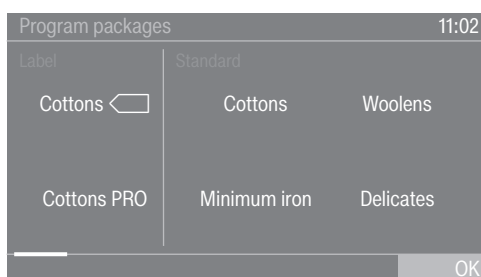 Program packages 11:02
Label Standard
Cottons Cottons Woolens
Cottons PRO Minimum iron Delicates
OK